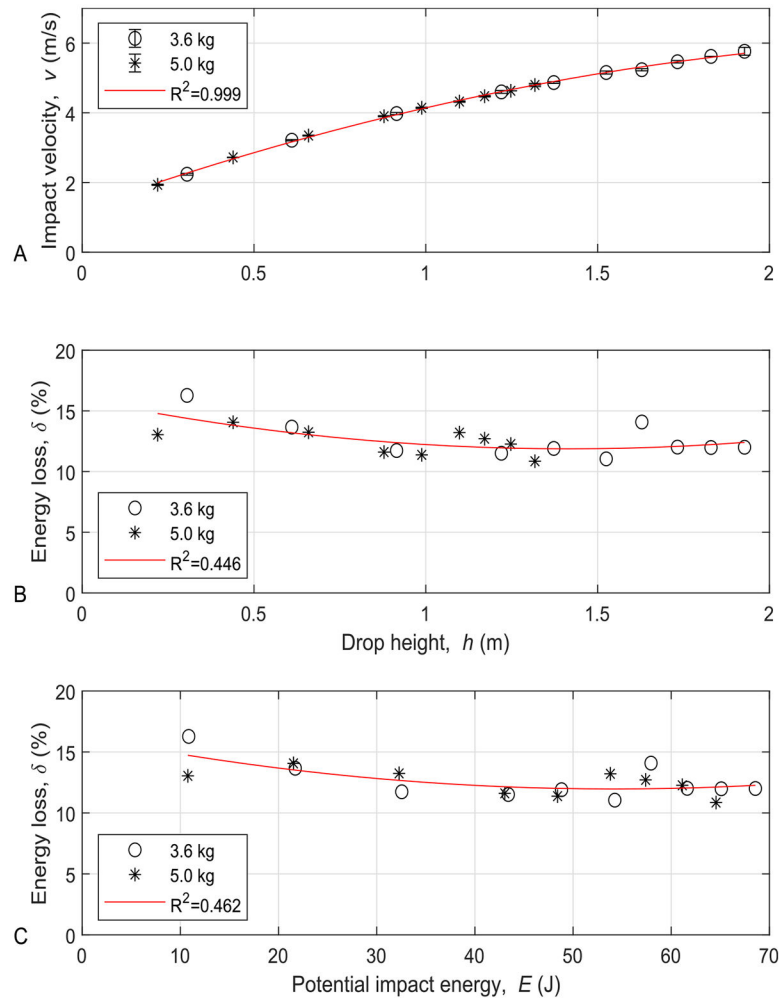 6
4
2
0
Impact velocity, v (m/s)
3.6 kg
5.0 kg
R²=0.999
A
0 0.5 1 1.5 2
20
15
10
5
0
Energy loss, δ (%)
3.6 kg
5.0 kg
R²=0.446
B
0 0.5 1 1.5 2
Drop height, h (m)
20
15
10
5
0
Energy loss, δ (%)
3.6 kg
5.0 kg
R²=0.462
C
0 10 20 30 40 50 60 70
Potential impact energy, E (J)